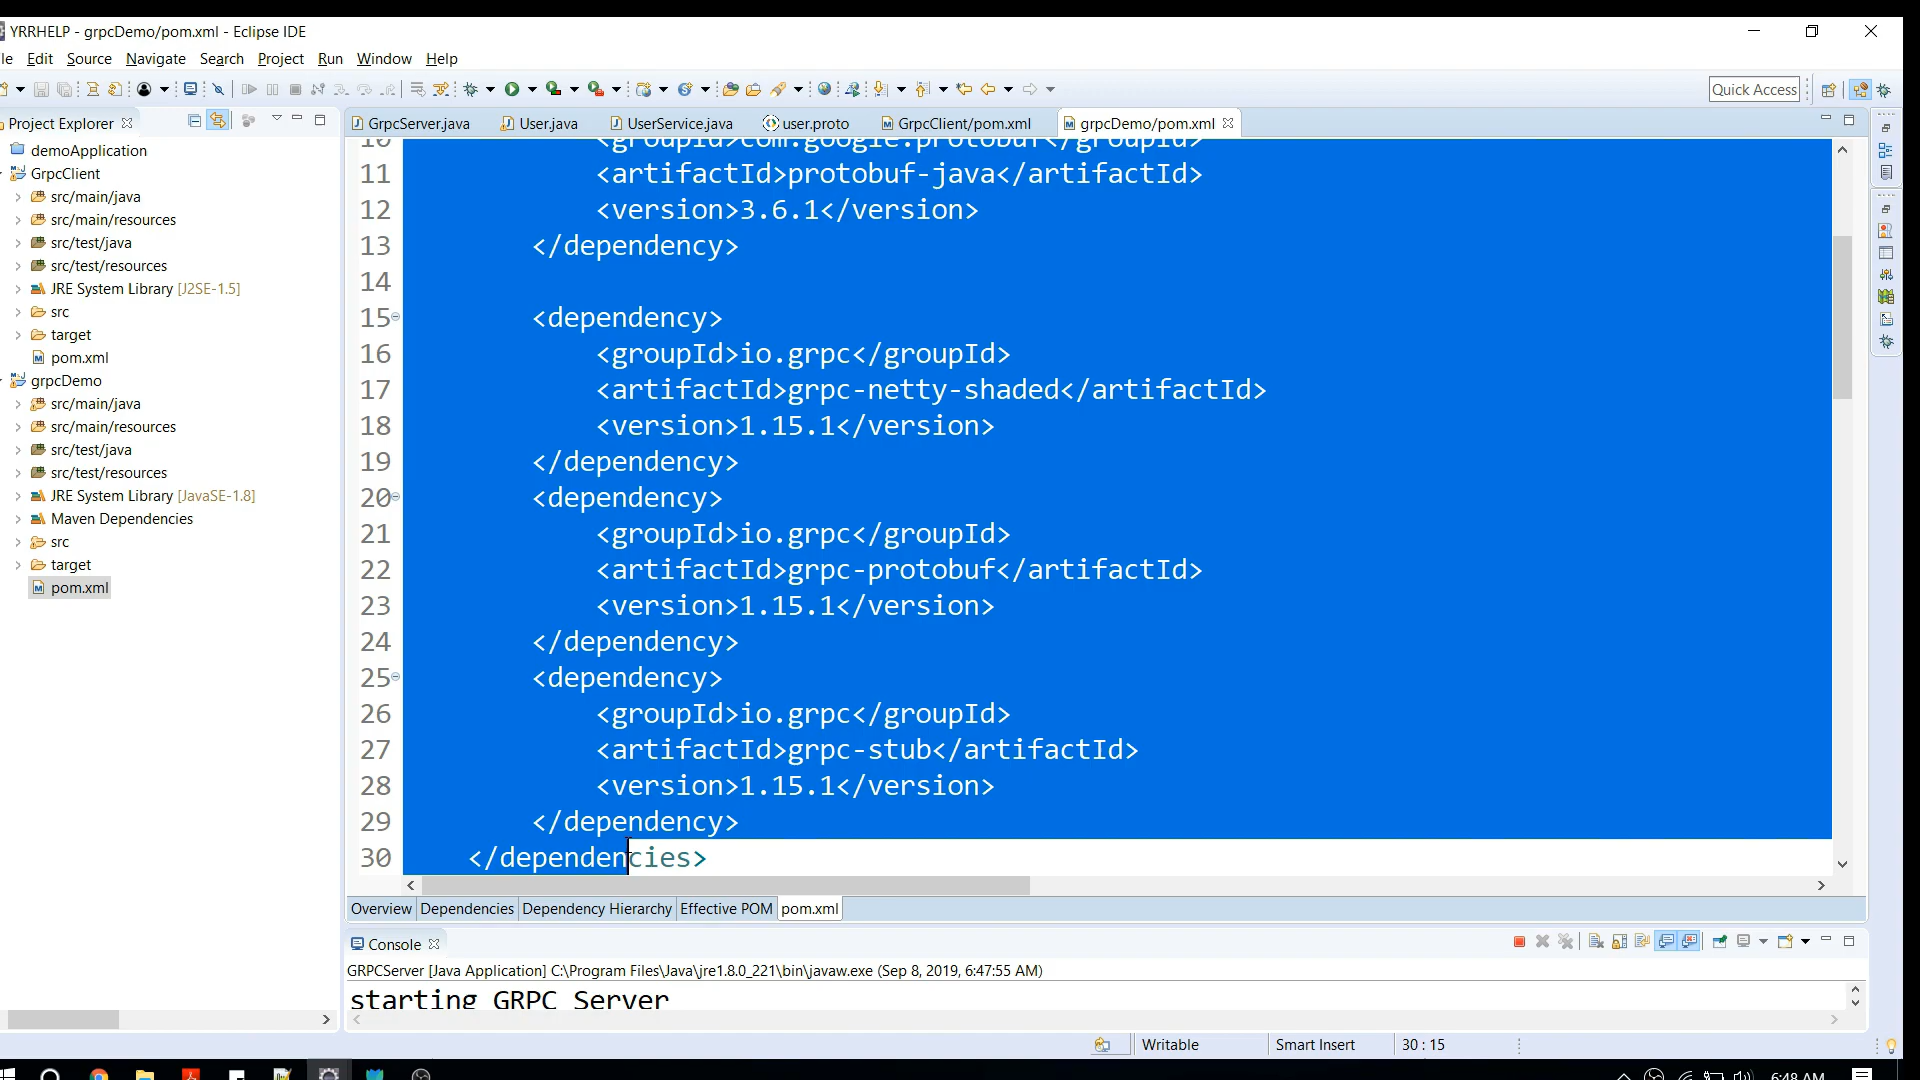 YRRHELP - grpcDemo/pom.xml - Eclipse IDE
le Edit Source Navigate Search Project Run Window Help
Quick Access
Project Explorer
demoApplication
GrpcClient
src/main/java
src/main/resources
src/test/java
src/test/resources
JRE System Library [J2SE-1.5]
src
target
pom.xml
grpcDemo
src/main/java
src/main/resources
src/test/java
src/test/resources
JRE System Library [JavaSE-1.8]
Maven Dependencies
src
target
pom.xml
GrpcServer.java User.java UserService.java user.proto GrpcClient/pom.xml grpcDemo/pom.xml
10 <groupId>com.google.protobuf</groupId>
11 <artifactId>protobuf-java</artifactId>
12 <version>3.6.1</version>
13 </dependency>
14
15 <dependency>
16 <groupId>io.grpc</groupId>
17 <artifactId>grpc-netty-shaded</artifactId>
18 <version>1.15.1</version>
19 </dependency>
20 <dependency>
21 <groupId>io.grpc</groupId>
22 <artifactId>grpc-protobuf</artifactId>
23 <version>1.15.1</version>
24 </dependency>
25 <dependency>
26 <groupId>io.grpc</groupId>
27 <artifactId>grpc-stub</artifactId>
28 <version>1.15.1</version>
29 </dependency>
30 </dependencies>
Overview Dependencies Dependency Hierarchy Effective POM pom.xml
Console
GRPCServer [Java Application] C:\Program Files\Java\jre1.8.0_221\bin\javaw.exe (Sep 8, 2019, 6:47:55 AM)
starting GRPC Server
Writable Smart Insert 30 : 15
6:48 AM